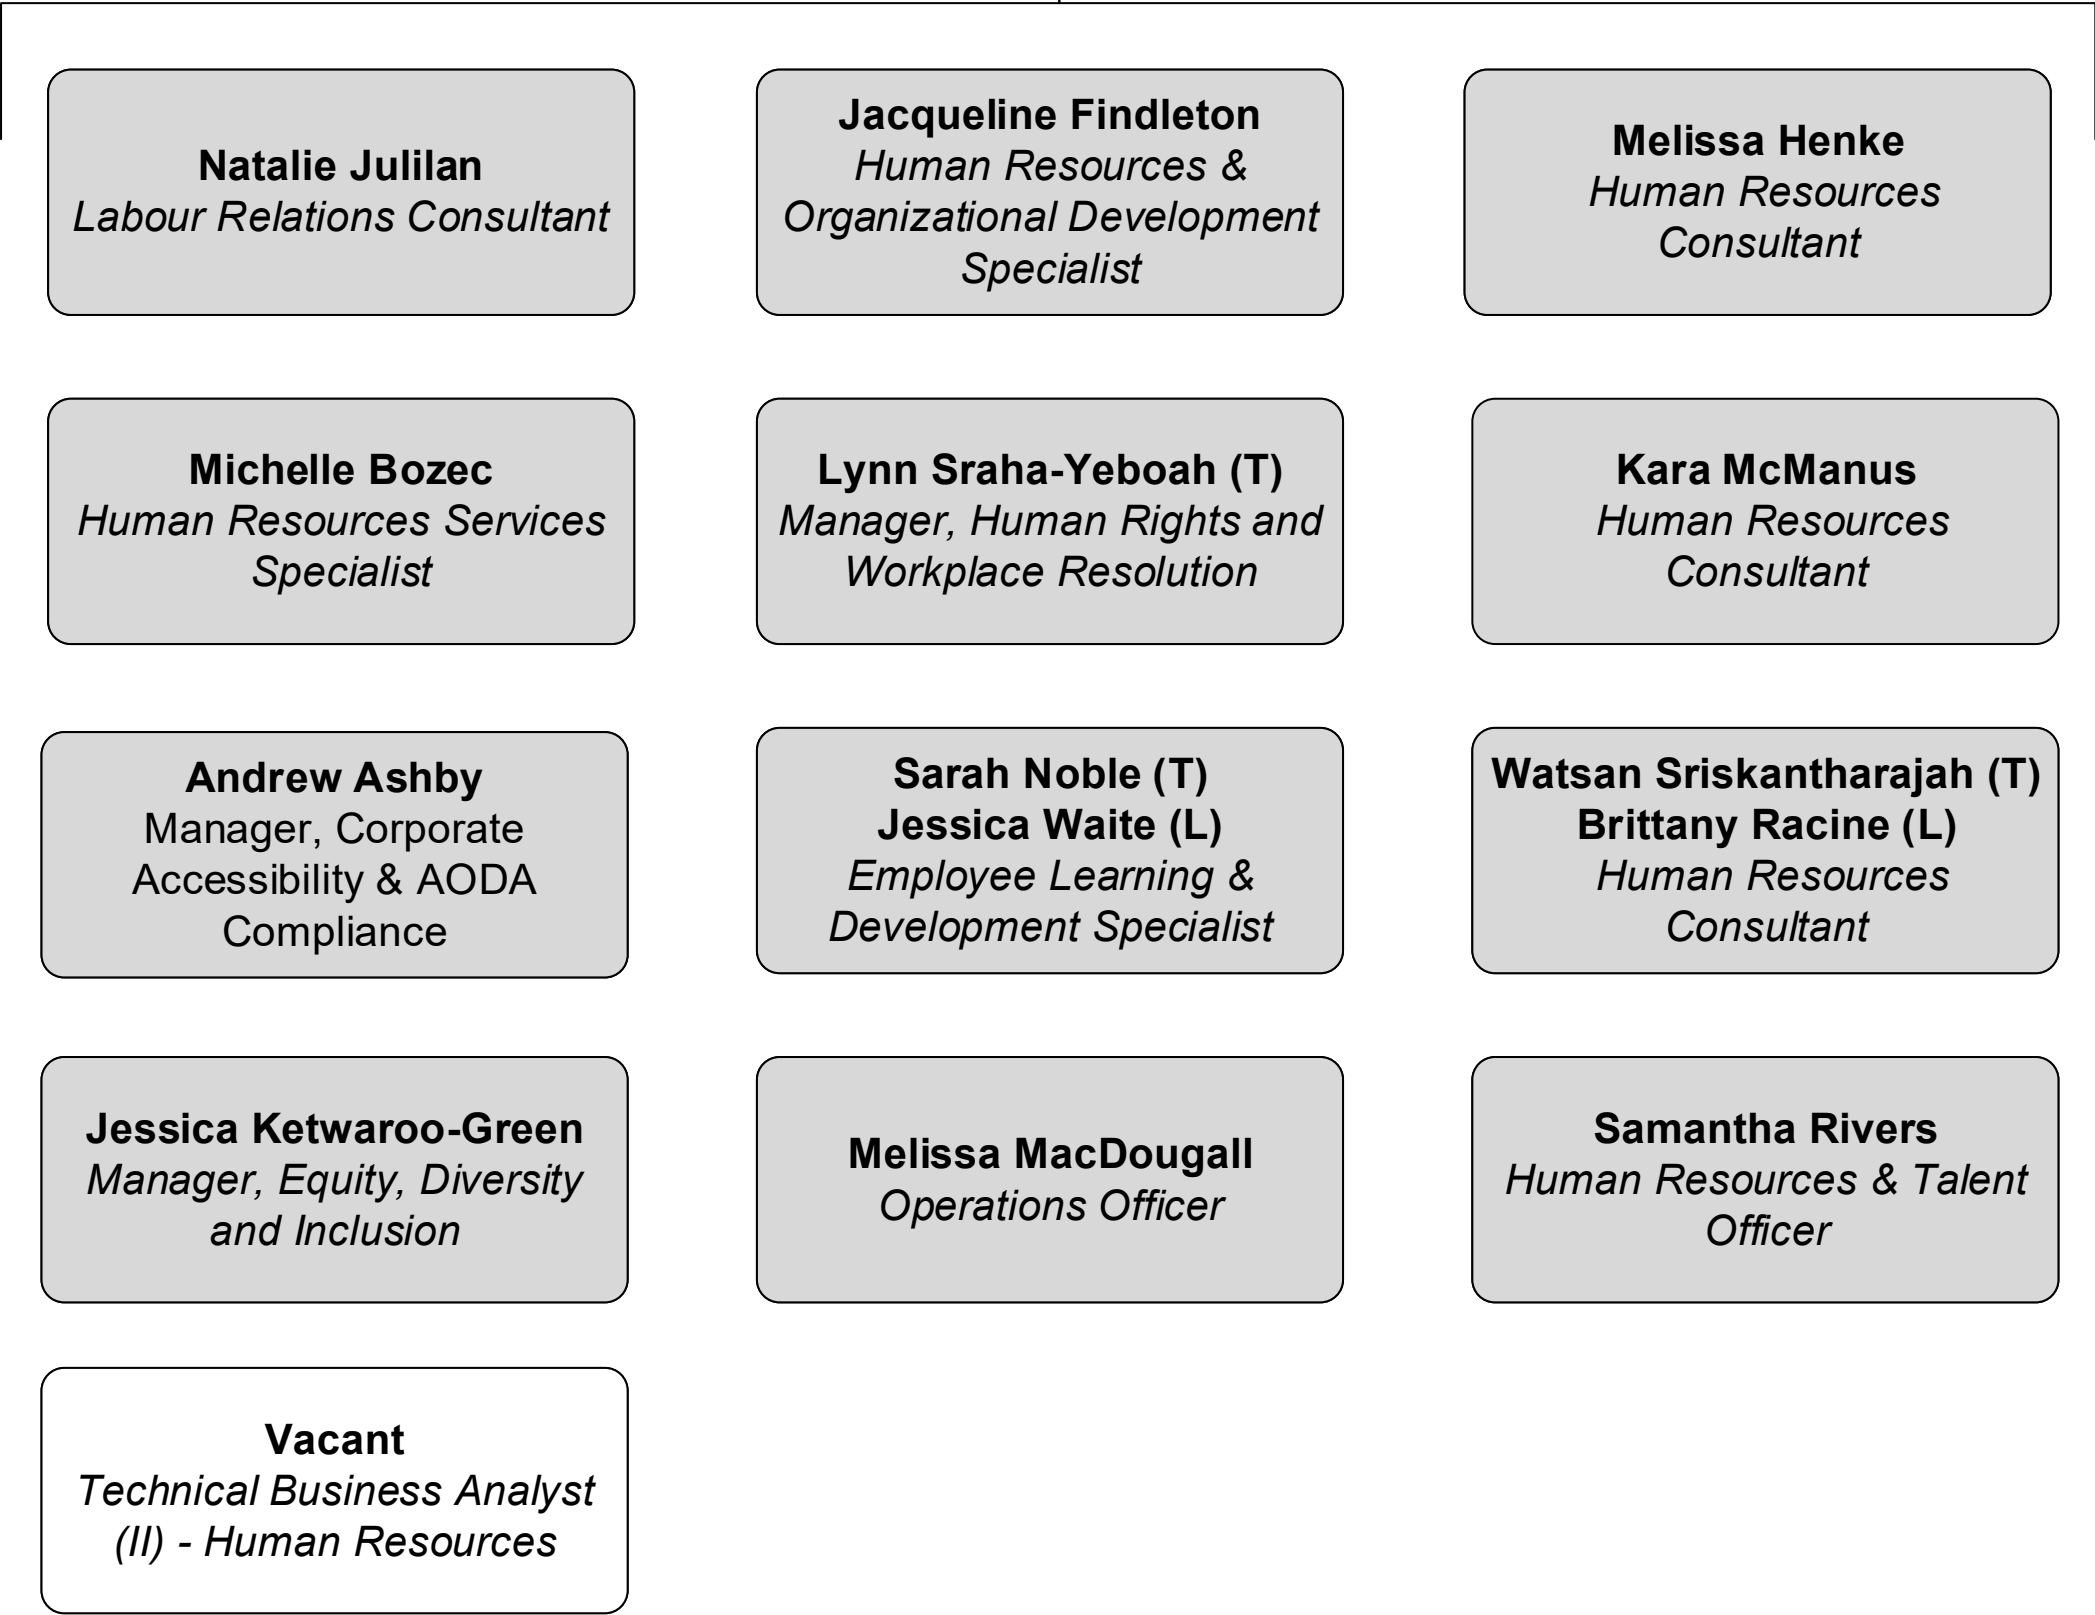 Natalie Julilan
Labour Relations Consultant
Jacqueline Findleton
Human Resources &
Organizational Development
Specialist
Melissa Henke
Human Resources
Consultant
Michelle Bozec
Human Resources Services
Specialist
Lynn Sraha-Yeboah (T)
Manager, Human Rights and
Workplace Resolution
Kara McManus
Human Resources
Consultant
Andrew Ashby
Manager, Corporate
Accessibility & AODA
Compliance
Sarah Noble (T)
Jessica Waite (L)
Employee Learning &
Development Specialist
Watsan Sriskantharajah (T)
Brittany Racine (L)
Human Resources
Consultant
Jessica Ketwaroo-Green
Manager, Equity, Diversity
and Inclusion
Melissa MacDougall
Operations Officer
Samantha Rivers
Human Resources & Talent
Officer
Vacant
Technical Business Analyst
(II) - Human Resources